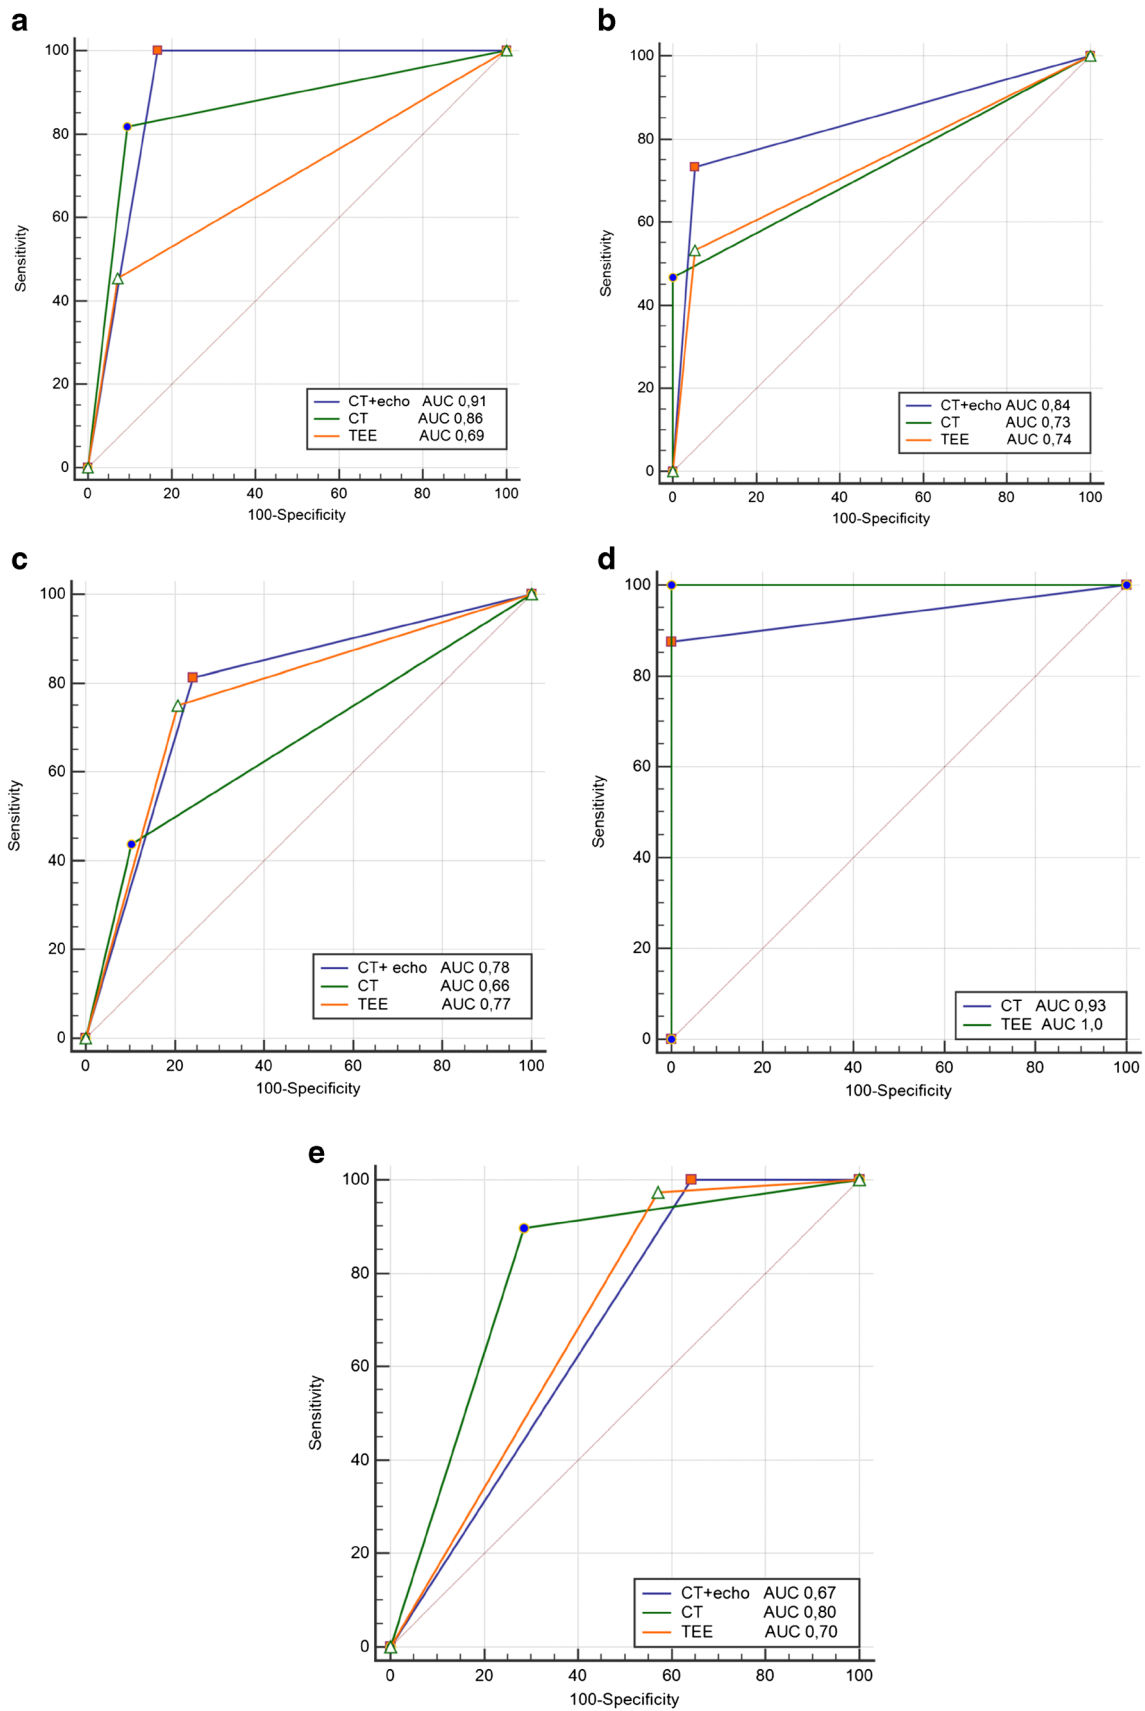 a
100
80
60
40
20
0
Sensitivity
CT+echo AUC 0,91
CT AUC 0,86
TEE AUC 0,69
0 20 40 60 80 100
100-Specificity
b
100
80
60
40
20
0
Sensitivity
CT+echo AUC 0,84
CT AUC 0,73
TEE AUC 0,74
0 20 40 60 80 100
100-Specificity
c
100
80
60
40
20
0
Sensitivity
CT+ echo AUC 0,78
CT AUC 0,66
TEE AUC 0,77
0 20 40 60 80 100
100-Specificity
d
100
80
60
40
20
0
Sensitivity
CT AUC 0,93
TEE AUC 1,0
0 20 40 60 80 100
100-Specificity
e
100
80
60
40
20
0
Sensitivity
CT+echo AUC 0,67
CT AUC 0,80
TEE AUC 0,70
0 20 40 60 80 100
100-Specificity